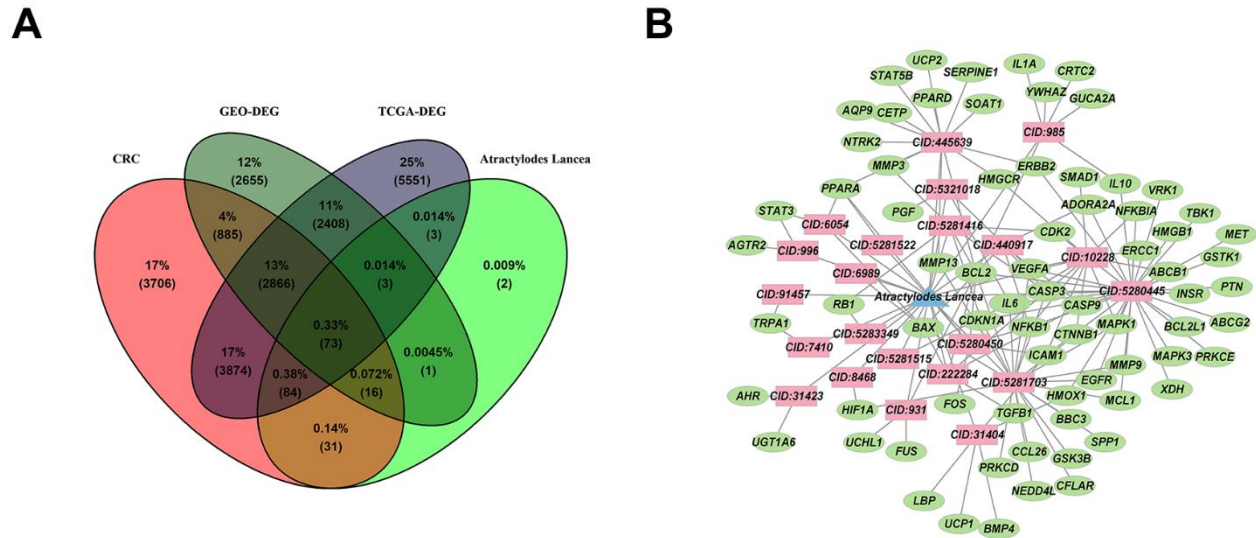 A
B
GEO-DEG
TCGA-DEG
CRC
Atractylodes Lancea
12%
(2655)
25%
(5551)
4%
(885)
11%
(2408)
0.014%
(3)
17%
(3706)
13%
(2866)
0.014%
(3)
0.009%
(2)
0.33%
(73)
17%
(3874)
0.38%
(84)
0.072%
(16)
0.0045%
(1)
0.14%
(31)
UCP2
IL1A
STAT5B
SERPINE1
CRTC2
PPARD
YWHAZ
AQP9
CETP
SOAT1
GUCA2A
NTRK2
CID:445639
CID:985
MMP3
ERBB2
HMGCR
SMAD1
PPARA
CID:5321018
IL10
VRK1
STAT3
CID:6054
PGF
CID:5281416
ADORA2A
NFKBIA
TBK1
AGTR2
CID:996
CID:5281522
CID:440917
CDK2
HMGB1
MET
CID:6989
MMP13
BCL2
VEGFA
CID:10228
ERCC1
GSTK1
ABCB1
CID:91457
RB1
Atractylodes Lancea
IL6
CASP3
CID:5280445
INSR
PTN
CASP9
TRPA1
CID:7410
CID:5283349
BAX
CDKN1A
NFKB1
CTNNB1
MAPK1
BCL2L1
ABCG2
CID:5281515
CID:5280450
ICAM1
MAPK3
PRKCE
AHR
CID:31423
CID:8468
CID:222284
CID:5281703
MMP9
EGFR
XDH
HIF1A
CID:931
FOS
TGFB1
HMOX1
MCL1
UGT1A6
UCHL1
FUS
CID:31404
BBC3
SPP1
CCL26
GSK3B
PRKCD
NEDD4L
CFLAR
LBP
UCP1
BMP4